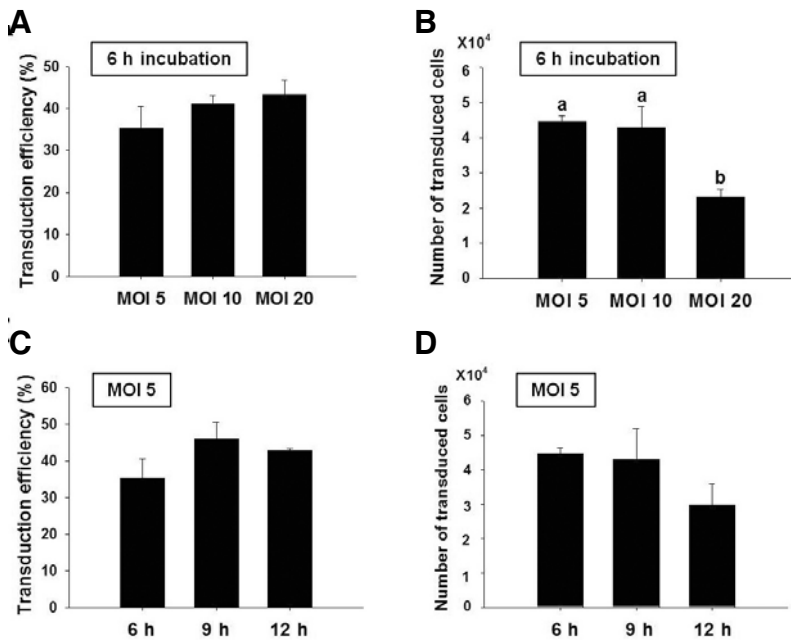 A
6 h incubation
Transduction efficiency (%)
50
40
30
20
10
0
MOI 5 MOI 10 MOI 20
B
X10⁴
6 h incubation
Number of transduced cells
6
5
4
3
2
1
0
a a b
MOI 5 MOI 10 MOI 20
C
MOI 5
Transduction efficiency (%)
60
50
40
30
20
10
0
6 h 9 h 12 h
D
X10⁴
MOI 5
Number of transduced cells
6
5
4
3
2
1
0
6 h 9 h 12 h